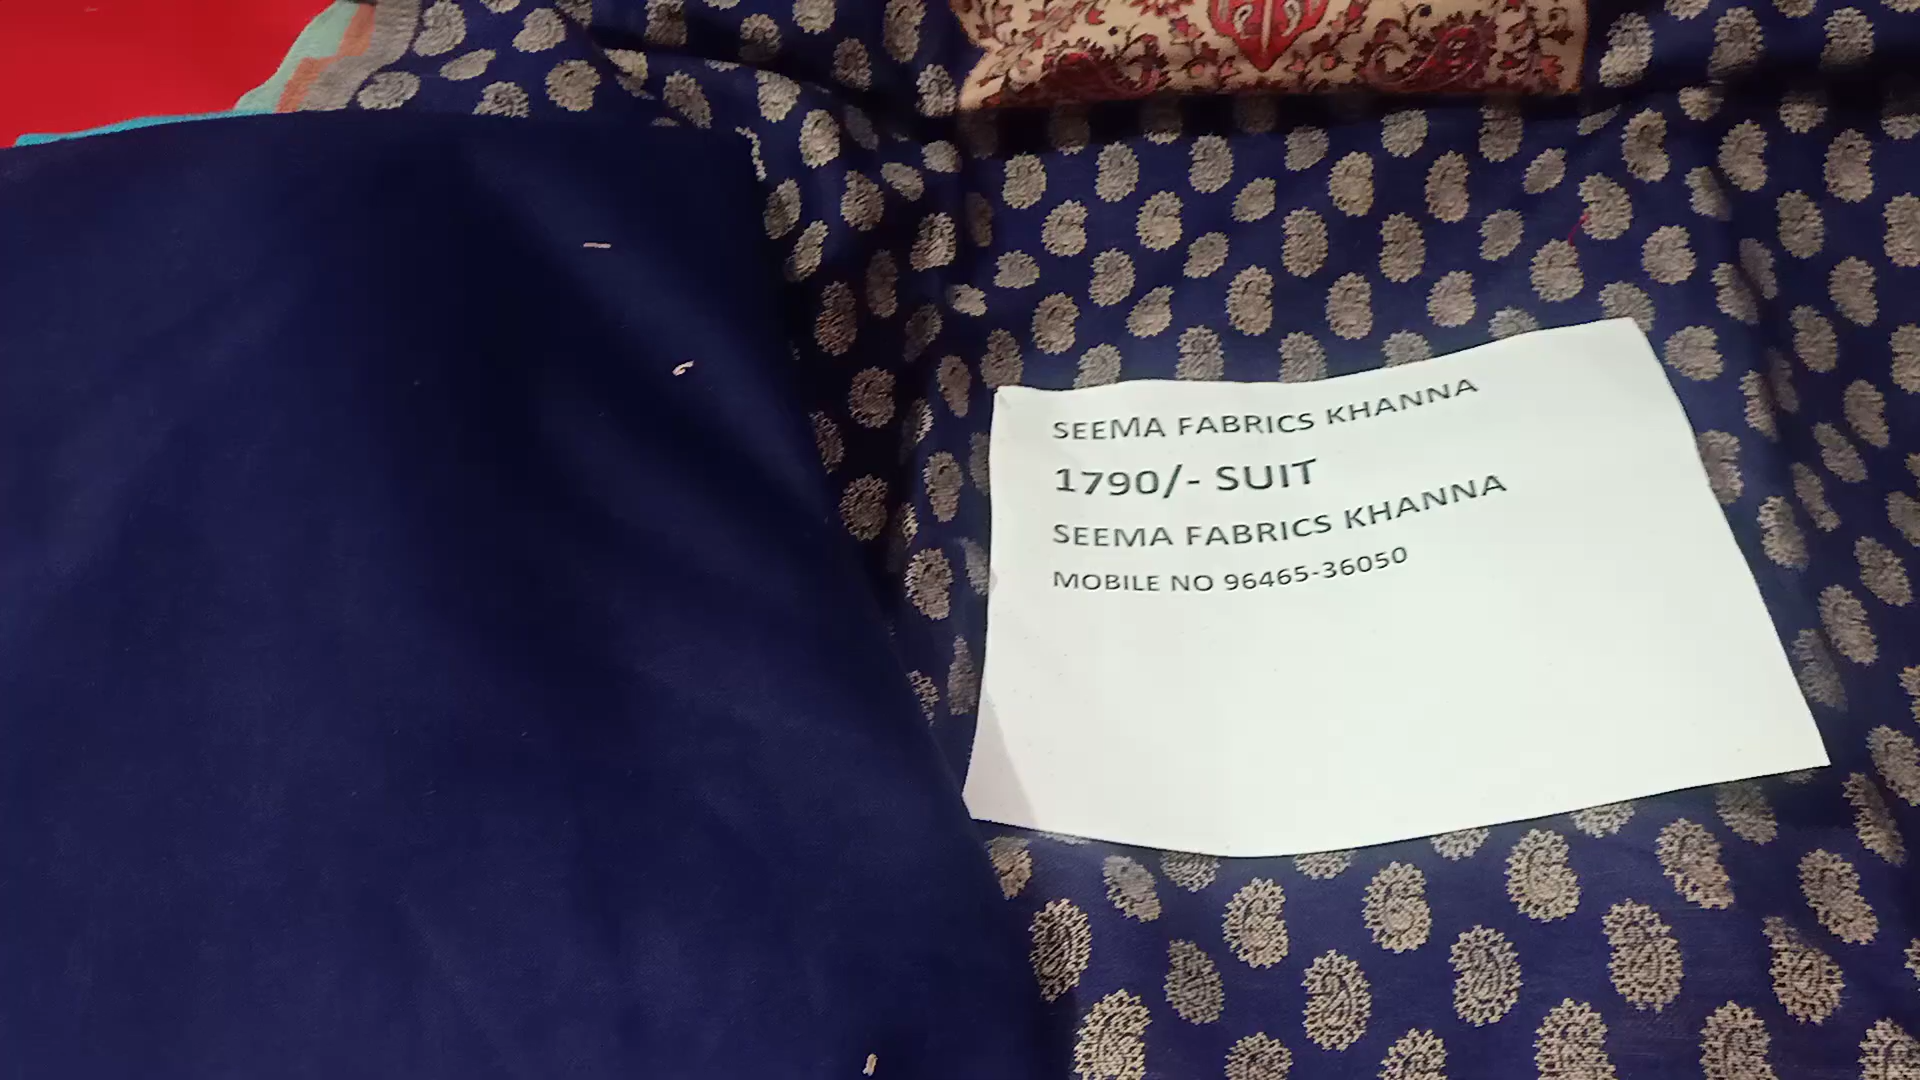 SEEMA FABRICS KHANNA
1790/- SUIT
SEEMA FABRICS KHANNA
MOBILE NO 96465-36050